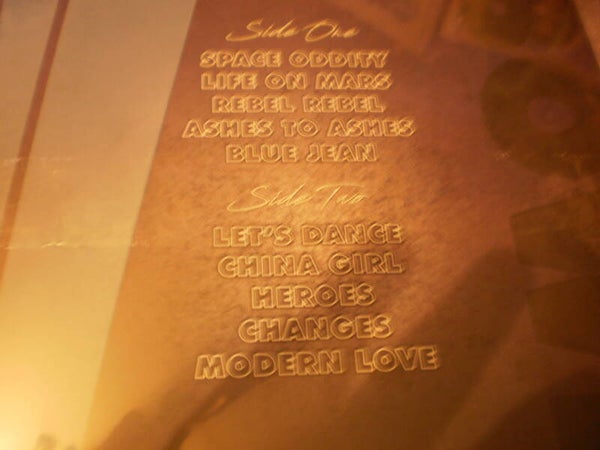 Side One
SPACE ODDITY
LIFE ON MARS
REBEL REBEL
ASHES TO ASHES
BLUE JEAN
Side Two
LET'S DANCE
CHINA GIRL
HEROES
CHANGES
MODERN LOVE